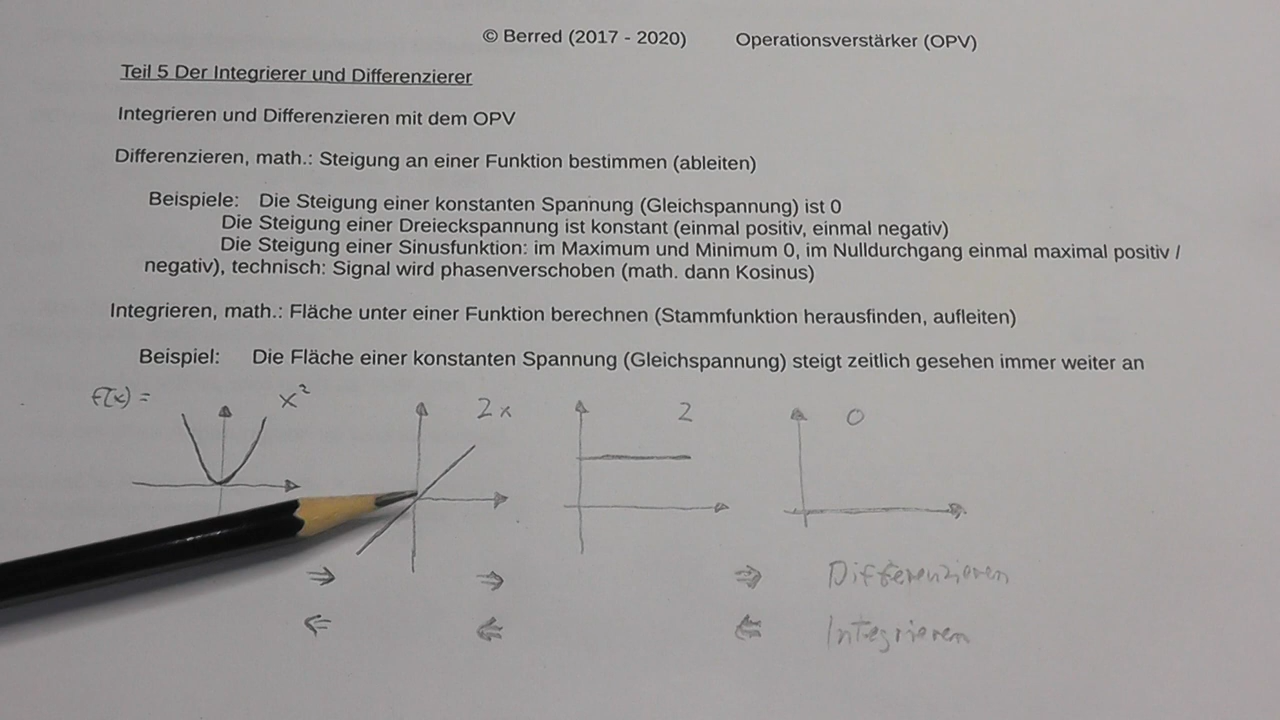 © Berred (2017 - 2020) Operationsverstärker (OPV)
Teil 5 Der Integrierer und Differenzierer
Integrieren und Differenzieren mit dem OPV
Differenzieren, math.: Steigung an einer Funktion bestimmen (ableiten)
Beispiele: Die Steigung einer konstanten Spannung (Gleichspannung) ist 0
Die Steigung einer Dreieckspannung ist konstant (einmal positiv, einmal negativ)
Die Steigung einer Sinusfunktion: im Maximum und Minimum 0, im Nulldurchgang einmal maximal positiv /
negativ), technisch: Signal wird phasenverschoben (math. dann Kosinus)
Integrieren, math.: Fläche unter einer Funktion berechnen (Stammfunktion herausfinden, aufleiten)
Beispiel: Die Fläche einer konstanten Spannung (Gleichspannung) steigt zeitlich gesehen immer weiter an
f(x) = x² 2x 2 0
⇒ ⇒ ⇒ Differenzieren
⇐ ⇐ ⇐ Integrieren